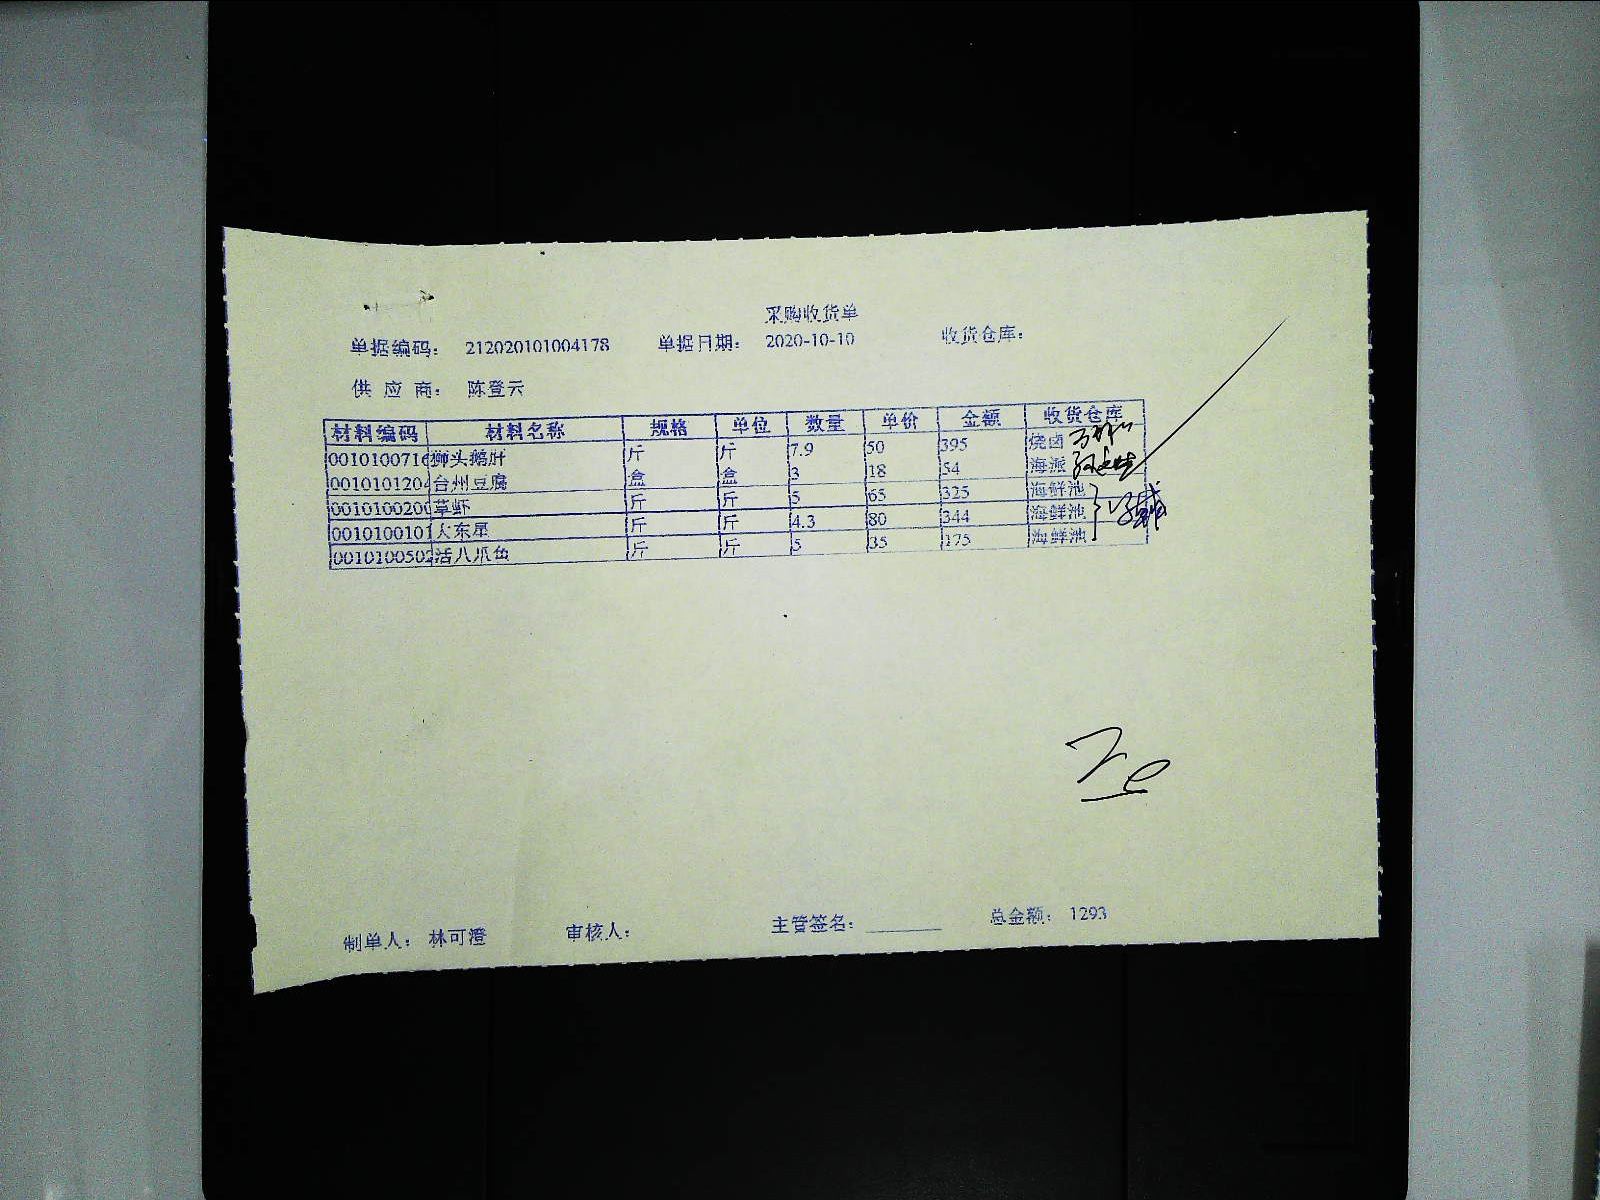 采购收货单
单据编码： 212020101004178 单据日期： 2020-10-10 收货仓库：
供 应 商： 陈登云
材料编码 材料名称 规格 单位 数量 单价 金额 收货仓库
0010100716 狮头鹅肝 斤 斤 7.9 50 395 烧卤
0010101204 台州豆腐 盒 盒 3 18 54 海派
0010100200 草虾 斤 斤 5 65 325 海鲜池
0010100101 大东星 斤 斤 4.3 80 344 海鲜池
0010100502 活八爪鱼 斤 斤 5 35 175 海鲜池
制单人： 林可澄 审核人： 主管签名： 总金额： 1293